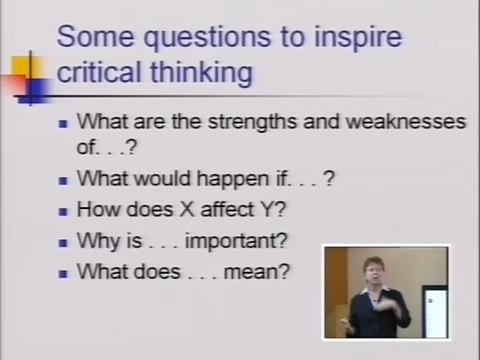 Some questions to inspire
critical thinking
What are the strengths and weaknesses
of. . .?
What would happen if. . . ?
How does X affect Y?
Why is . . . important?
What does . . . mean?